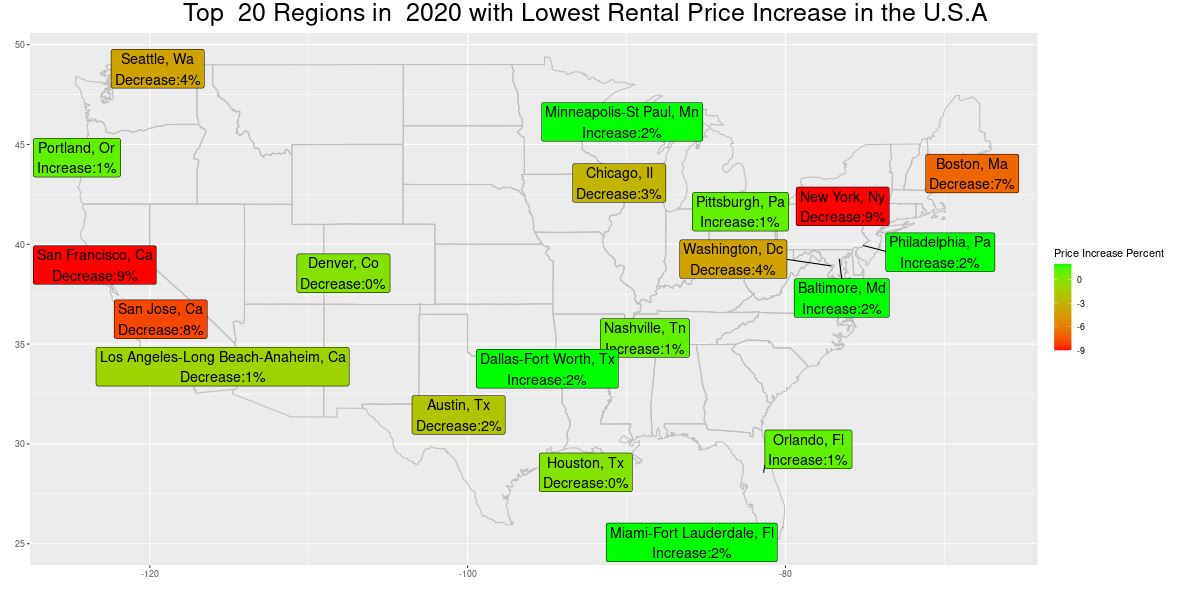 Top  20 Regions in  2020 with Lowest Rental Price Increase in the U.S.A
50
45
40
35
30
25
Seattle, Wa
Decrease:4%
Minneapolis-St Paul, Mn
Increase:2%
Portland, Or
Increase:1%
Boston, Ma
Decrease:7%
Chicago, Il
Decrease:3%
Pittsburgh, Pa
Increase:1%
New York, Ny
Decrease:9%
Philadelphia, Pa
Increase:2%
Washington, Dc
Decrease:4%
San Francisco, Ca
Decrease:9%
Denver, Co
Decrease:0%
Baltimore, Md
Increase:2%
San Jose, Ca
Decrease:8%
Nashville, Tn
Increase:1%
Los Angeles-Long Beach-Anaheim, Ca
Decrease:1%
Dallas-Fort Worth, Tx
Increase:2%
Austin, Tx
Decrease:2%
Orlando, Fl
Increase:1%
Houston, Tx
Decrease:0%
Miami-Fort Lauderdale, Fl
Increase:2%
-120
-100
-80
Price Increase Percent
0
-3
-6
-9